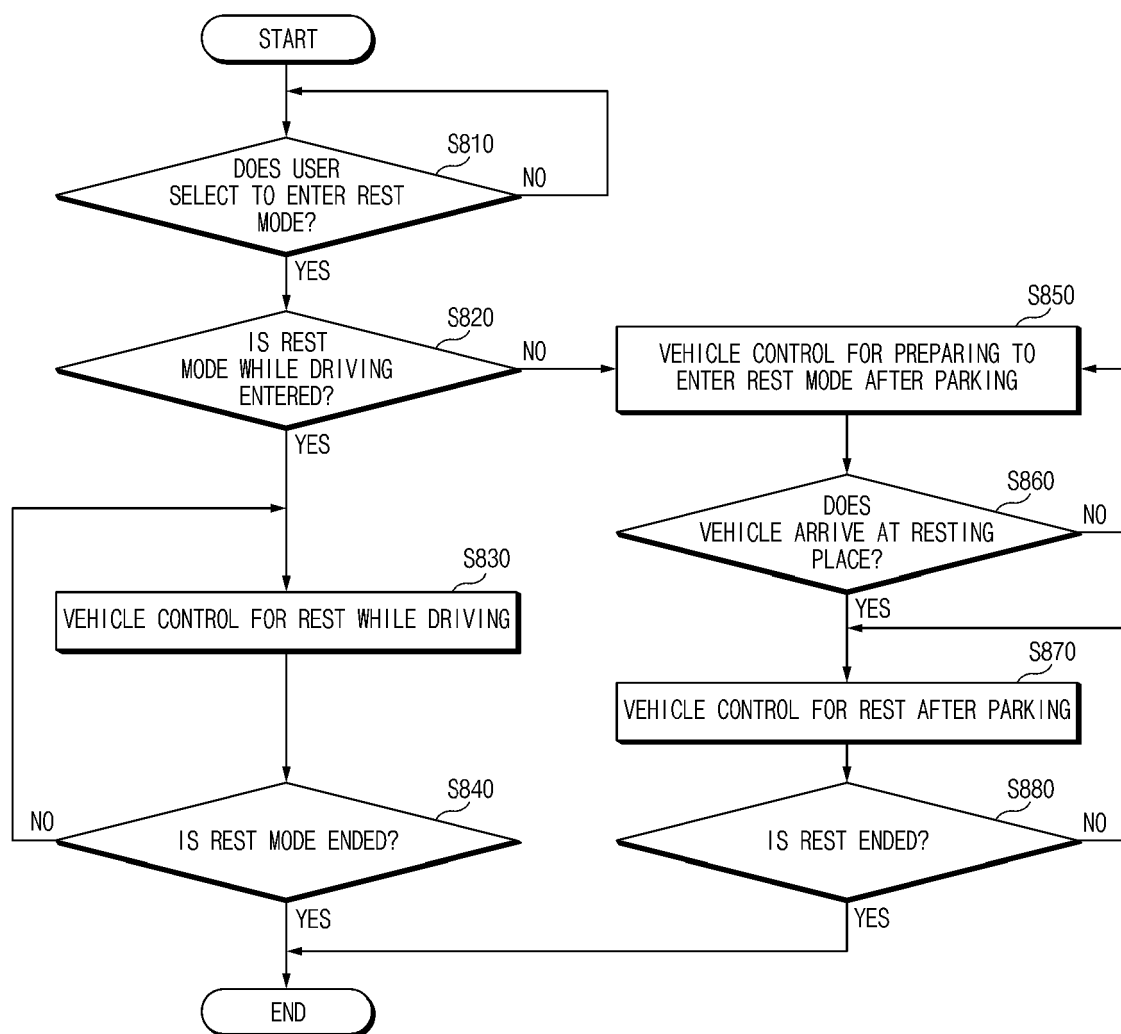 START
S810
DOES USER
SELECT TO ENTER REST
MODE?
NO
YES
S820
IS REST
MODE WHILE DRIVING
ENTERED?
NO
YES
S830
VEHICLE CONTROL FOR REST WHILE DRIVING
S840
IS REST MODE ENDED?
NO
YES
END
S850
VEHICLE CONTROL FOR PREPARING TO
ENTER REST MODE AFTER PARKING
S860
DOES
VEHICLE ARRIVE AT RESTING
PLACE?
NO
YES
S870
VEHICLE CONTROL FOR REST AFTER PARKING
S880
IS REST ENDED?
NO
YES